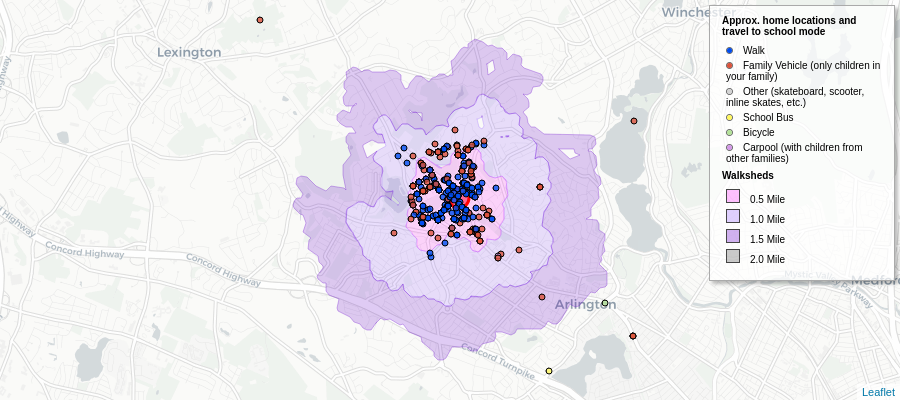 Winchester
Lexington
Highway
Highway
Concord Highway
Concord Highway
Concord Turnpike
Arlington
Mystic Valley Parkway
Medford
Approx. home locations and
travel to school mode
Walk
Family Vehicle (only children in
your family)
Other (skateboard, scooter,
inline skates, etc.)
School Bus
Bicycle
Carpool (with children from
other families)
Walksheds
0.5 Mile
1.0 Mile
1.5 Mile
2.0 Mile
Leaflet